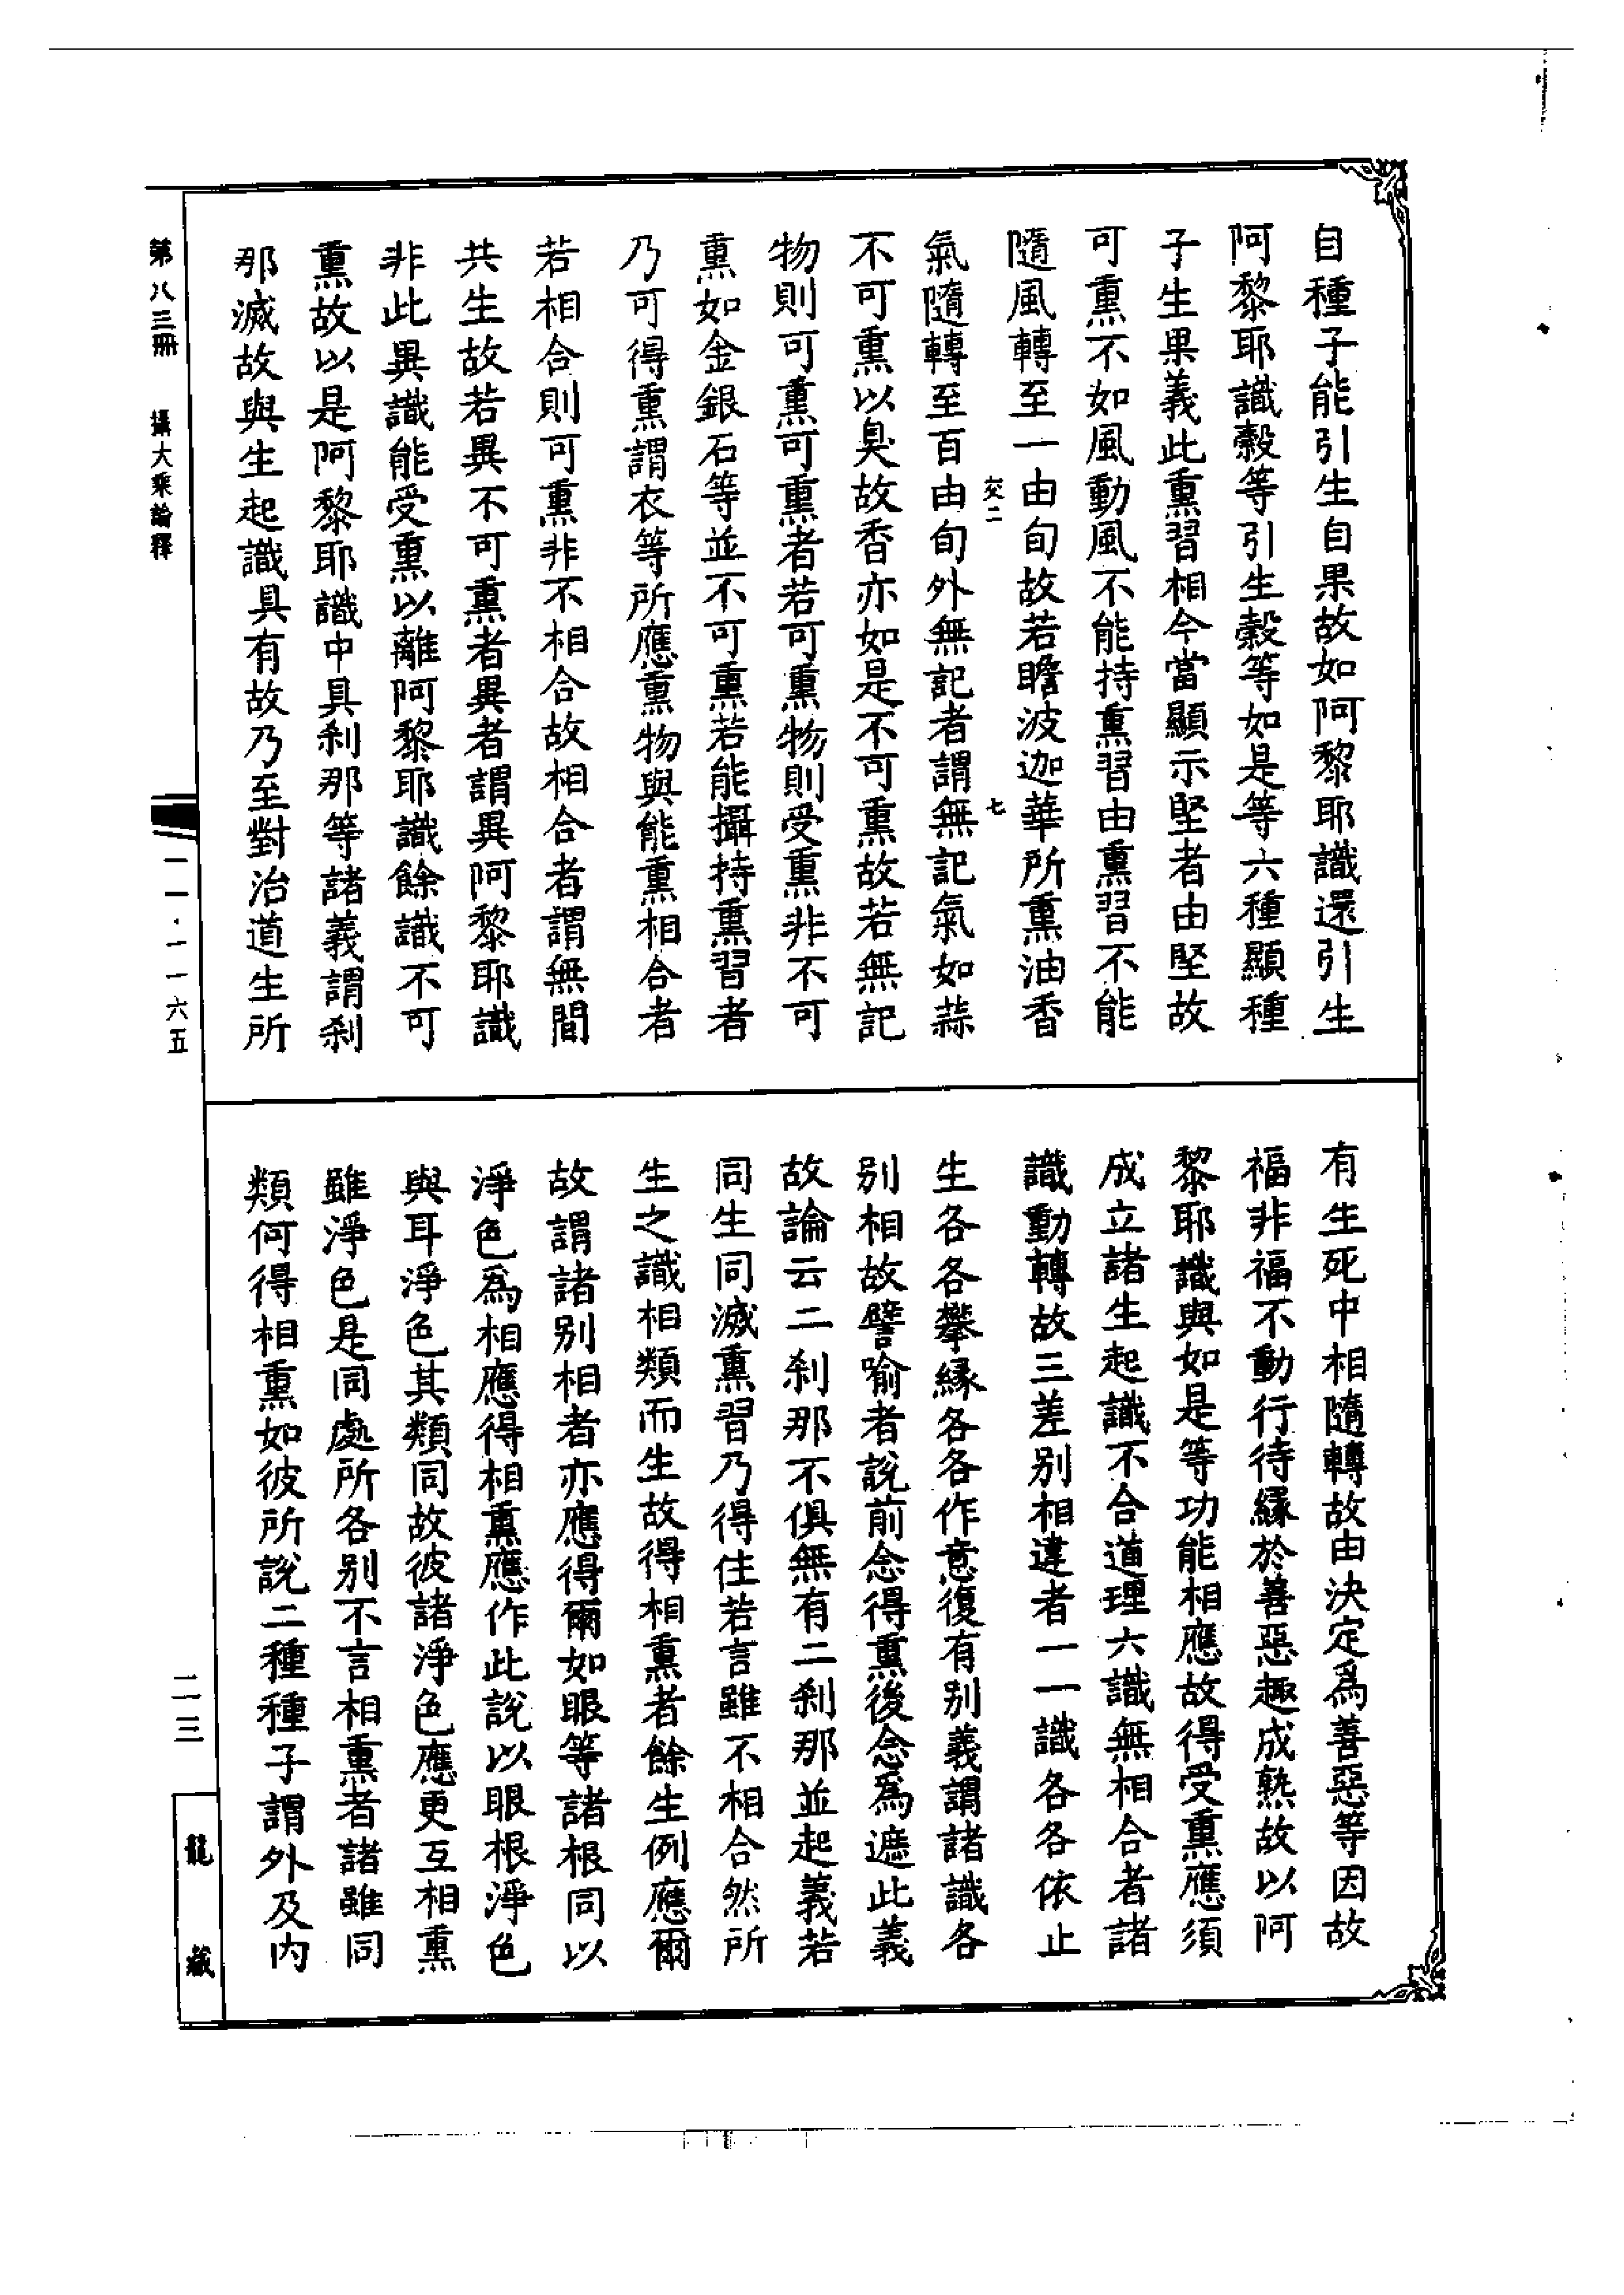 自種子能引生自果故如阿黎耶識還引生
阿黎耶識穀等引生穀等如是等六種顯種
子生果義此熏習相今當顯示堅者由堅故
可熏不如風動風不能持熏習由熏習不能
隨風轉至一由旬故若瞻波迦華所熏油香
交二 七
氣隨轉至百由旬外無記者謂無記氣如蒜
不可熏以臭故香亦如是不可熏故若無記
物則可熏可熏者若可熏物則受熏非不可
熏如金銀石等並不可熏若能攝持熏習者
乃可得熏謂衣等所應熏物與能熏相合者
若相合則可熏非不相合故相合者謂無間
共生故若異不可熏者異者謂異阿黎耶識
非此異識能受熏以離阿黎耶識餘識不可
熏故以是阿黎耶識中具刹那等諸義謂刹
那滅故與生起識具有故乃至對治道生所
有生死中相隨轉故由決定為善惡等因故
福非福不動行待緣於善惡趣成熟故以阿
黎耶識與如是等功能相應故得受熏應須
成立諸生起識不合道理六識無相合者諸
識動轉故三差別相違者一一識各各依止
生各各攀緣各各作意復有別義謂諸識各
別相故譬喻者說前念得熏後念為遮此義
故論云二刹那不俱無有二刹那並起義若
同生同滅熏習乃得住若言雖不相合然所
生之識相類而生故得相熏者餘生例應爾
故謂諸別相者亦應得爾如眼等諸根同以
淨色為相應得相熏應作此說以眼根淨色
與耳淨色其類同故彼諸淨色應更互相熏
雖淨色是同處所各別不言相熏者諸雖同
類何得相熏如彼所說二種種子謂外及內
第八三冊 攝大乘論釋 一一·一一六五
二三
龍藏